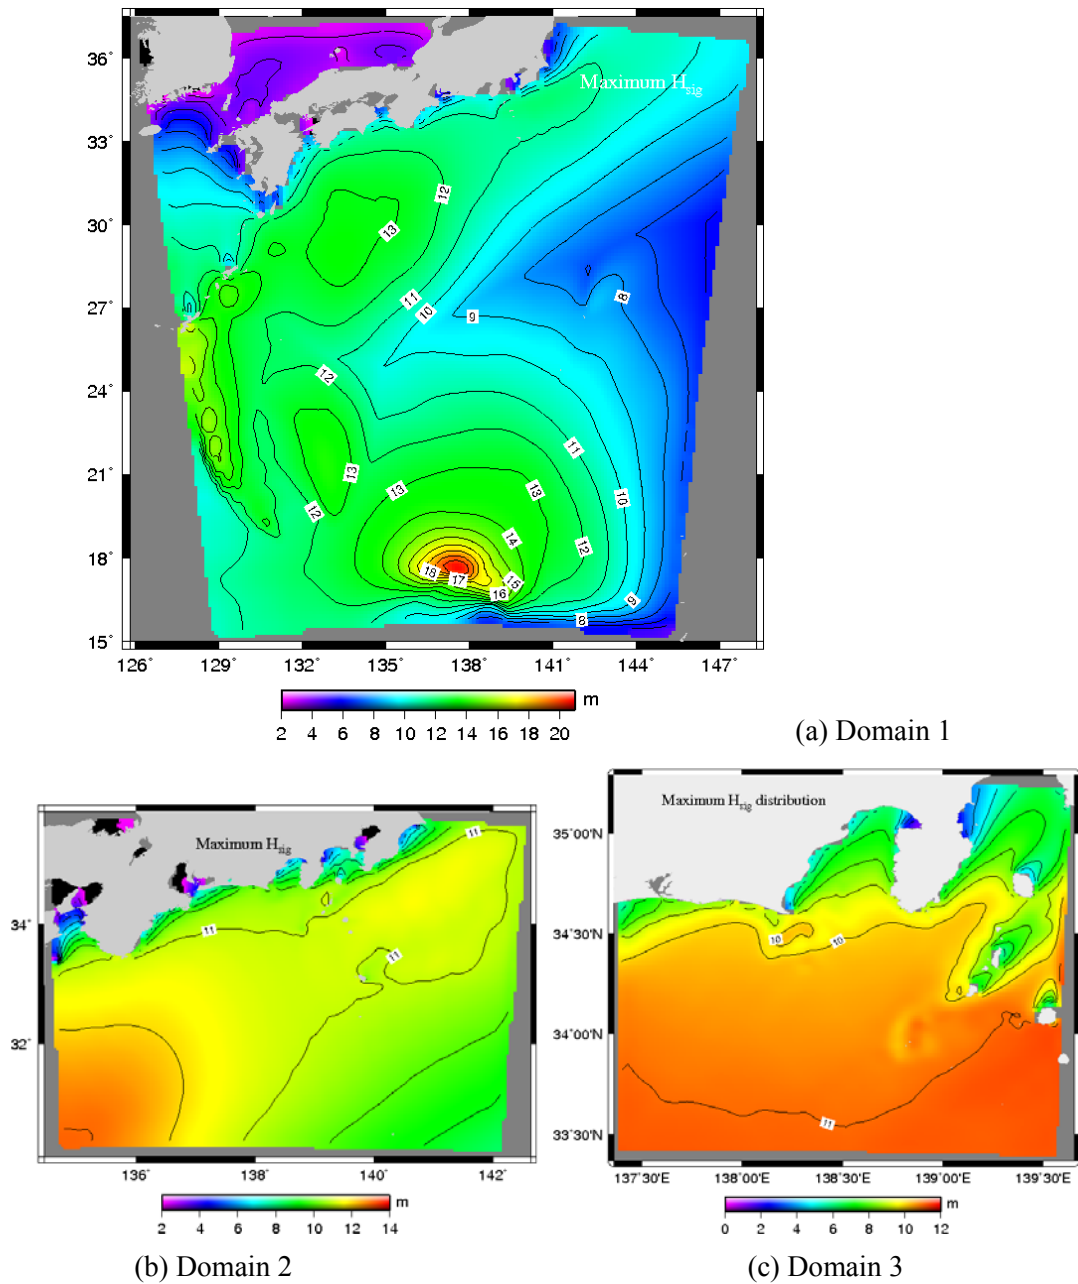 Maximum Hsig
36°
33°
30°
27°
24°
21°
18°
15°
12
13
11
10
9
8
12
13
12
11
10
13
13
14
12
18
17
15
16
9
8
126 129 132 135 138 141 144 147
m
2 4 6 8 10 12 14 16 18 20
(a) Domain 1
Maximum Hsig
34°
32°
11
11
11
136° 138° 140° 142°
m
2 4 6 8 10 12 14
(b) Domain 2
Maximum Hsig distribution
35°00'N
34°30'N
34°00'N
33°30'N
10
10
11
137°30'E 138°00'E 138°30'E 139°00'E 139°30'E
m
0 2 4 6 8 10 12
(c) Domain 3